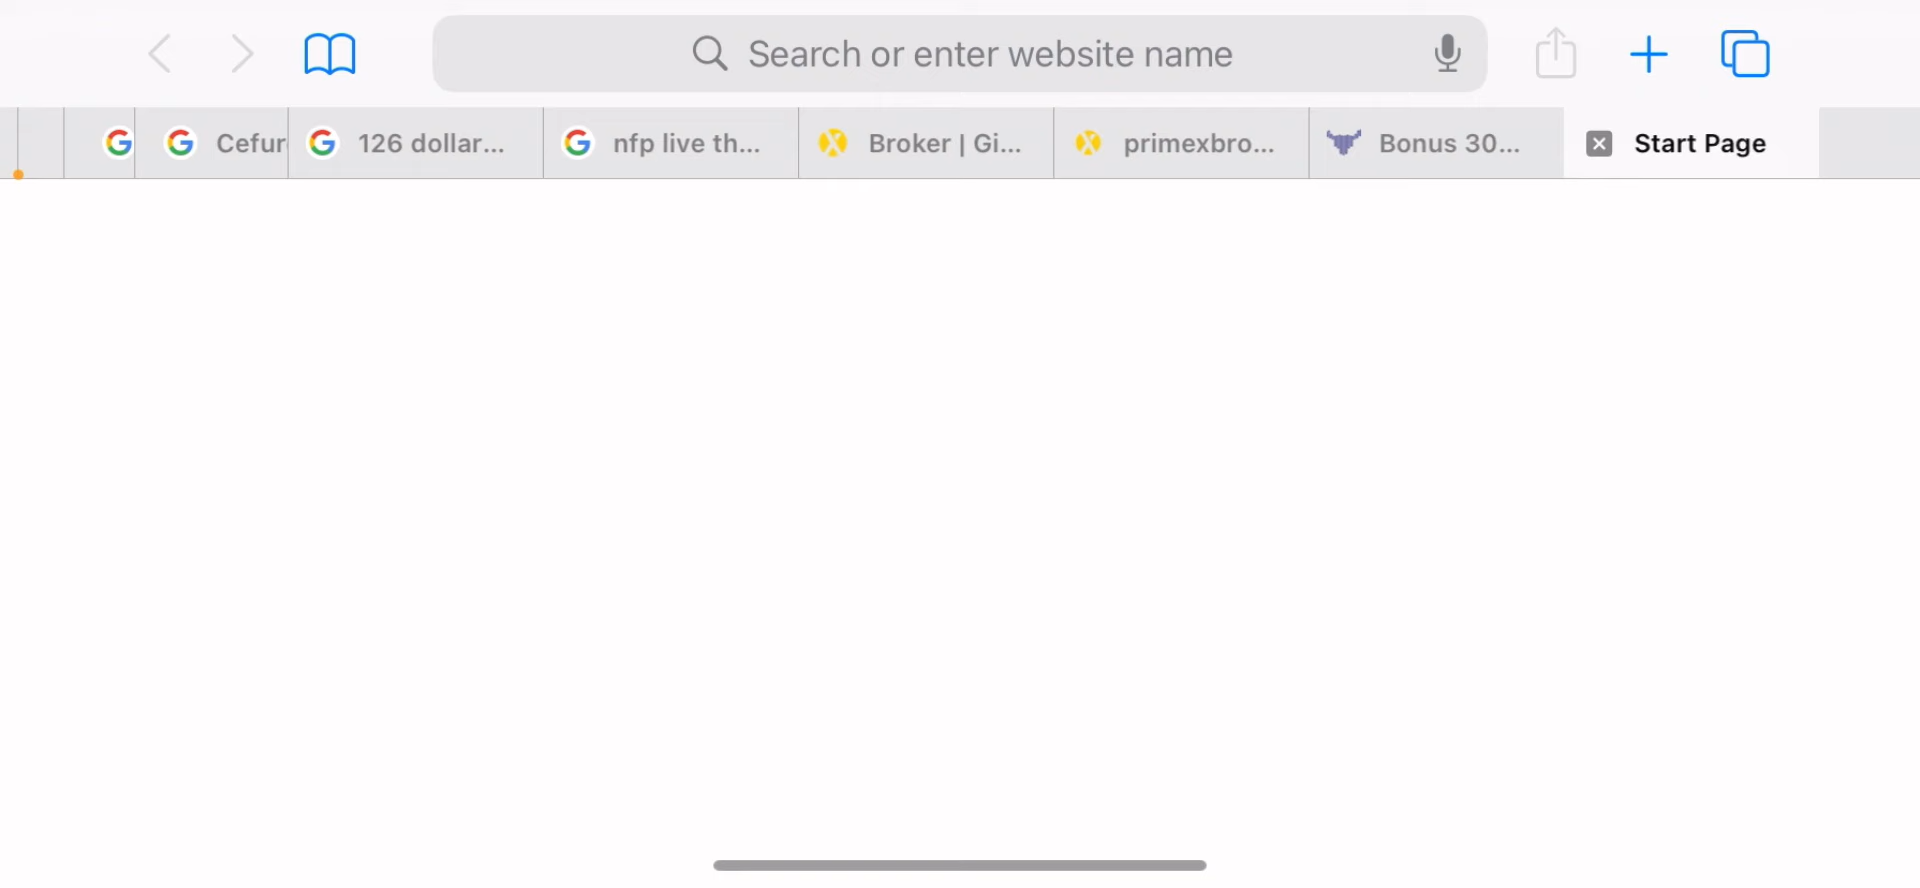 Search or enter website name
Cefur
126 dollar...
nfp live th...
Broker | Gi...
primexbro...
Bonus 30...
Start Page